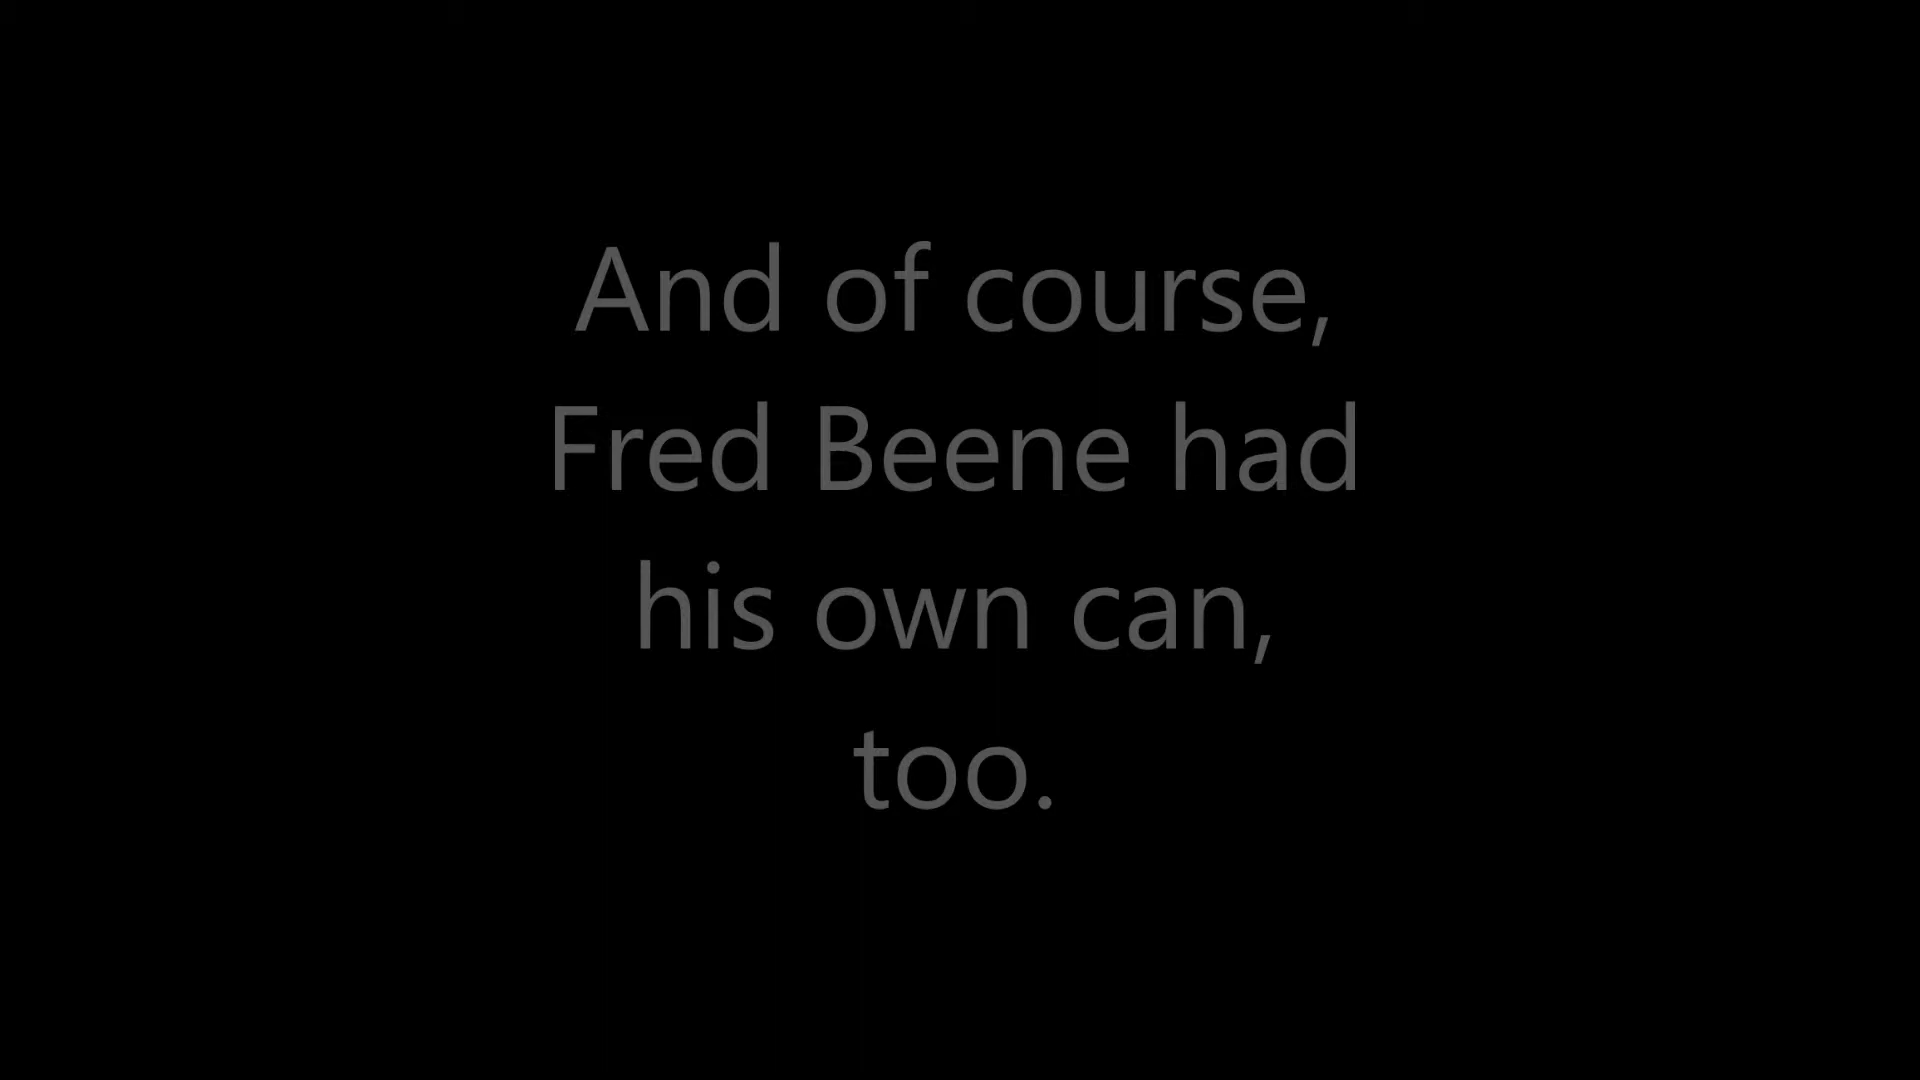 And of course,
Fred Beene had
his own can,
too.